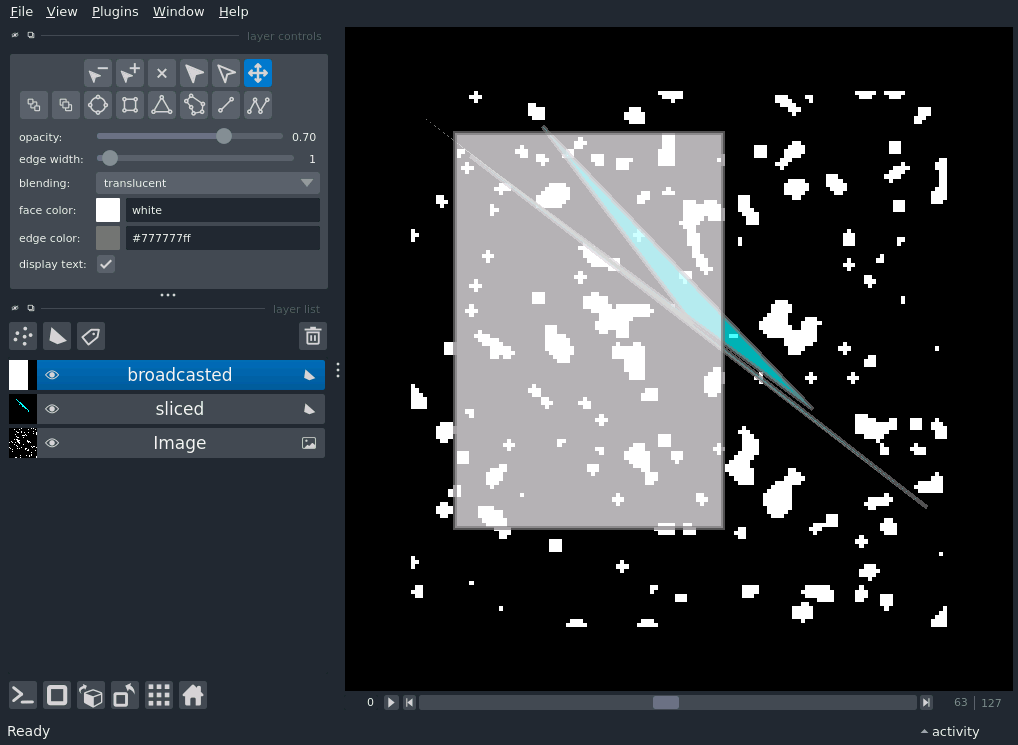 File View Plugins Window Help
layer controls
opacity: 0.70
edge width: 1
blending: translucent
face color: white
edge color: #777777ff
display text:
layer list
broadcasted
sliced
Image
0 63 127
Ready activity